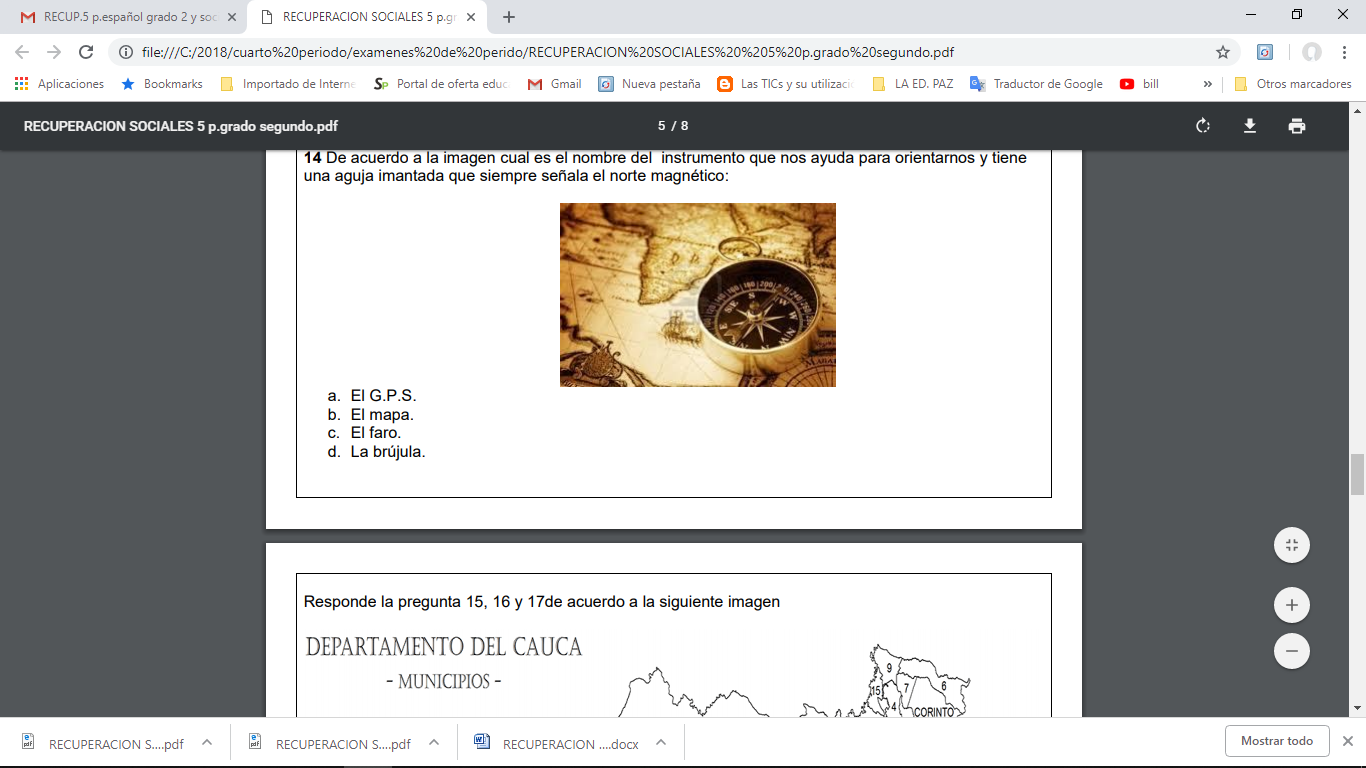 RECUP.5 p.español grado 2 y soc
RECUPERACION SOCIALES 5 p.gr
file:///C:/2018/cuarto%20periodo/examenes%20de%20perido/RECUPERACION%20SOCIALES%20%205%20p.grado%20segundo.pdf
Aplicaciones
Bookmarks
Importado de Interne
Portal de oferta educ
Gmail
Nueva pestaña
Las TICs y su utilizació
LA ED. PAZ
Traductor de Google
bill
»
Otros marcadores
RECUPERACION SOCIALES 5 p.grado segundo.pdf
5 / 8
14 De acuerdo a la imagen cual es el nombre del instrumento que nos ayuda para orientarnos y tiene
una aguja imantada que siempre señala el norte magnético:
a. El G.P.S.
b. El mapa.
c. El faro.
d. La brújula.
Responde la pregunta 15, 16 y 17de acuerdo a la siguiente imagen
DEPARTAMENTO DEL CAUCA
- MUNICIPIOS -
9
15
7
6
4
CORINTO
RECUPERACION S....pdf
RECUPERACION S....pdf
RECUPERACION ....docx
Mostrar todo